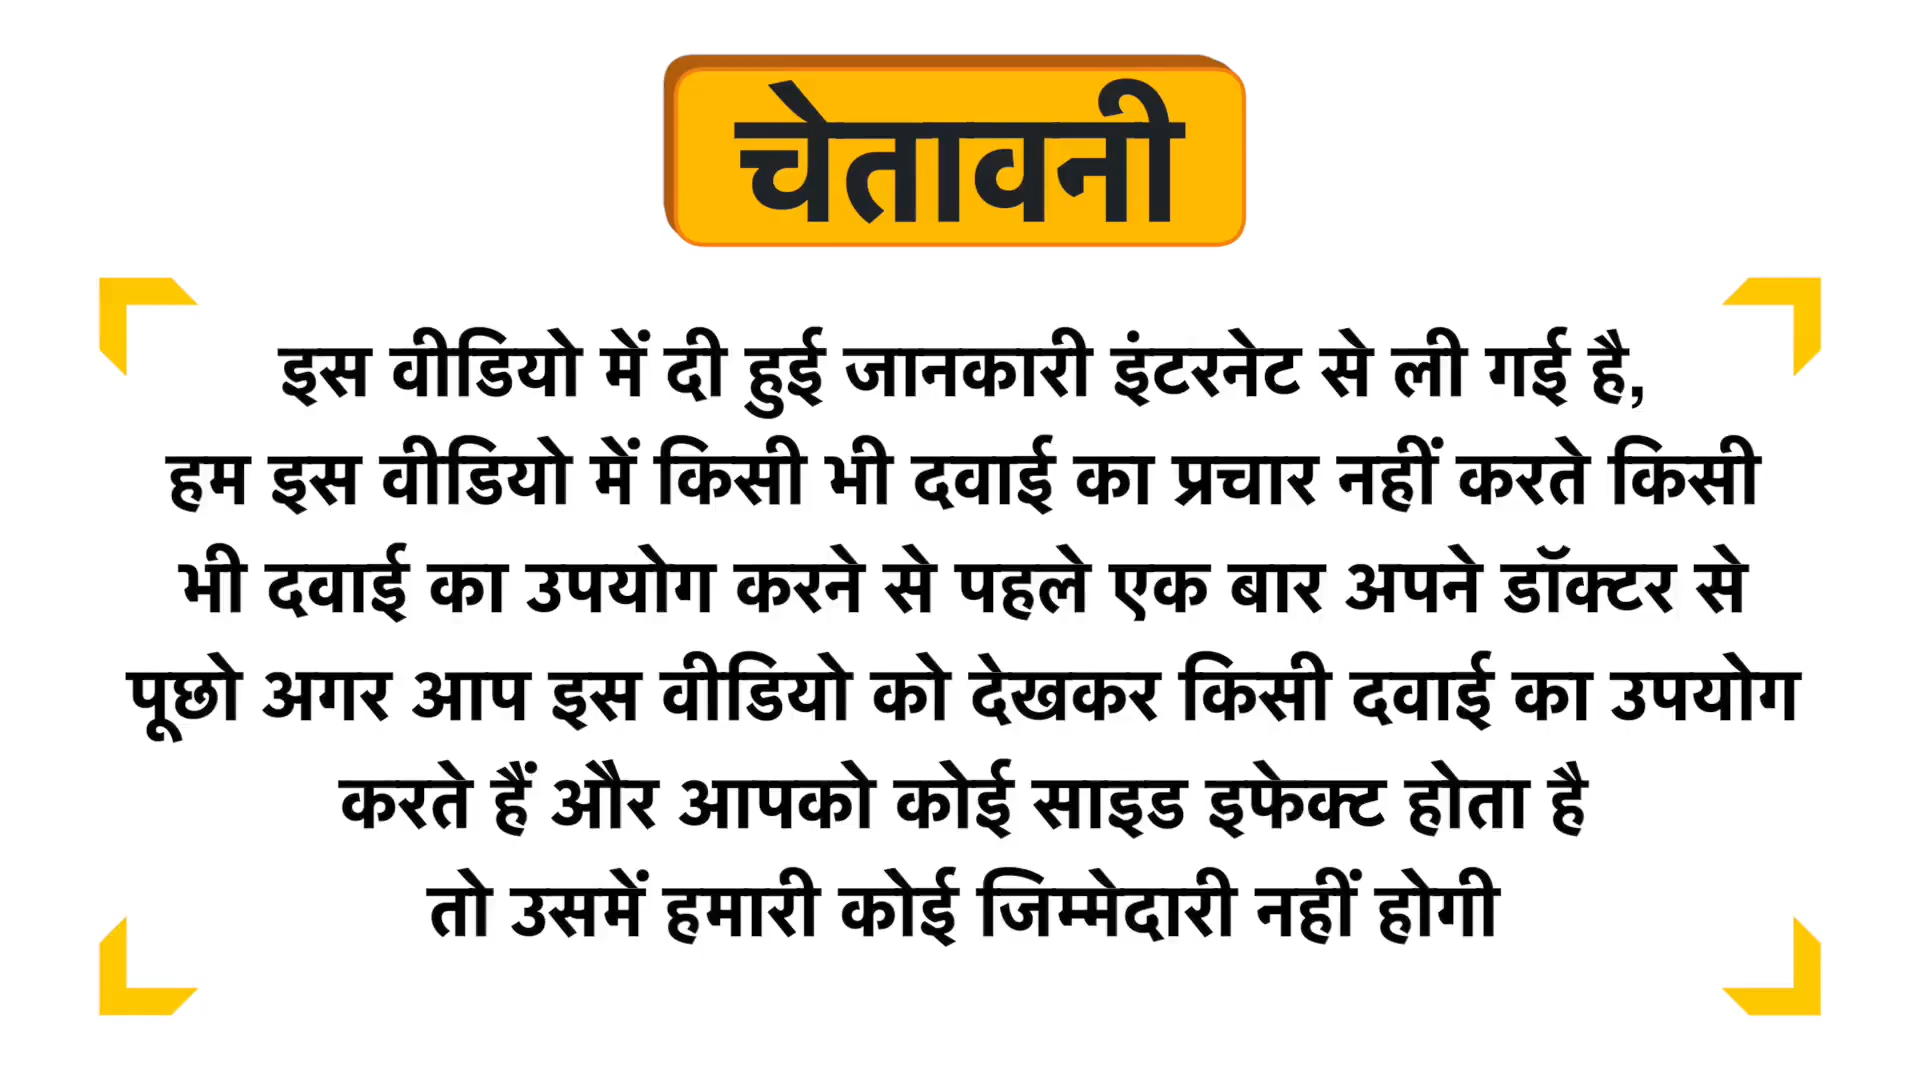 चेतावनी
इस वीडियो में दी हुई जानकारी इंटरनेट से ली गई है,
हम इस वीडियो में किसी भी दवाई का प्रचार नहीं करते किसी
भी दवाई का उपयोग करने से पहले एक बार अपने डॉक्टर से
पूछो अगर आप इस वीडियो को देखकर किसी दवाई का उपयोग
करते हैं और आपको कोई साइड इफेक्ट होता है
तो उसमें हमारी कोई जिम्मेदारी नहीं होगी